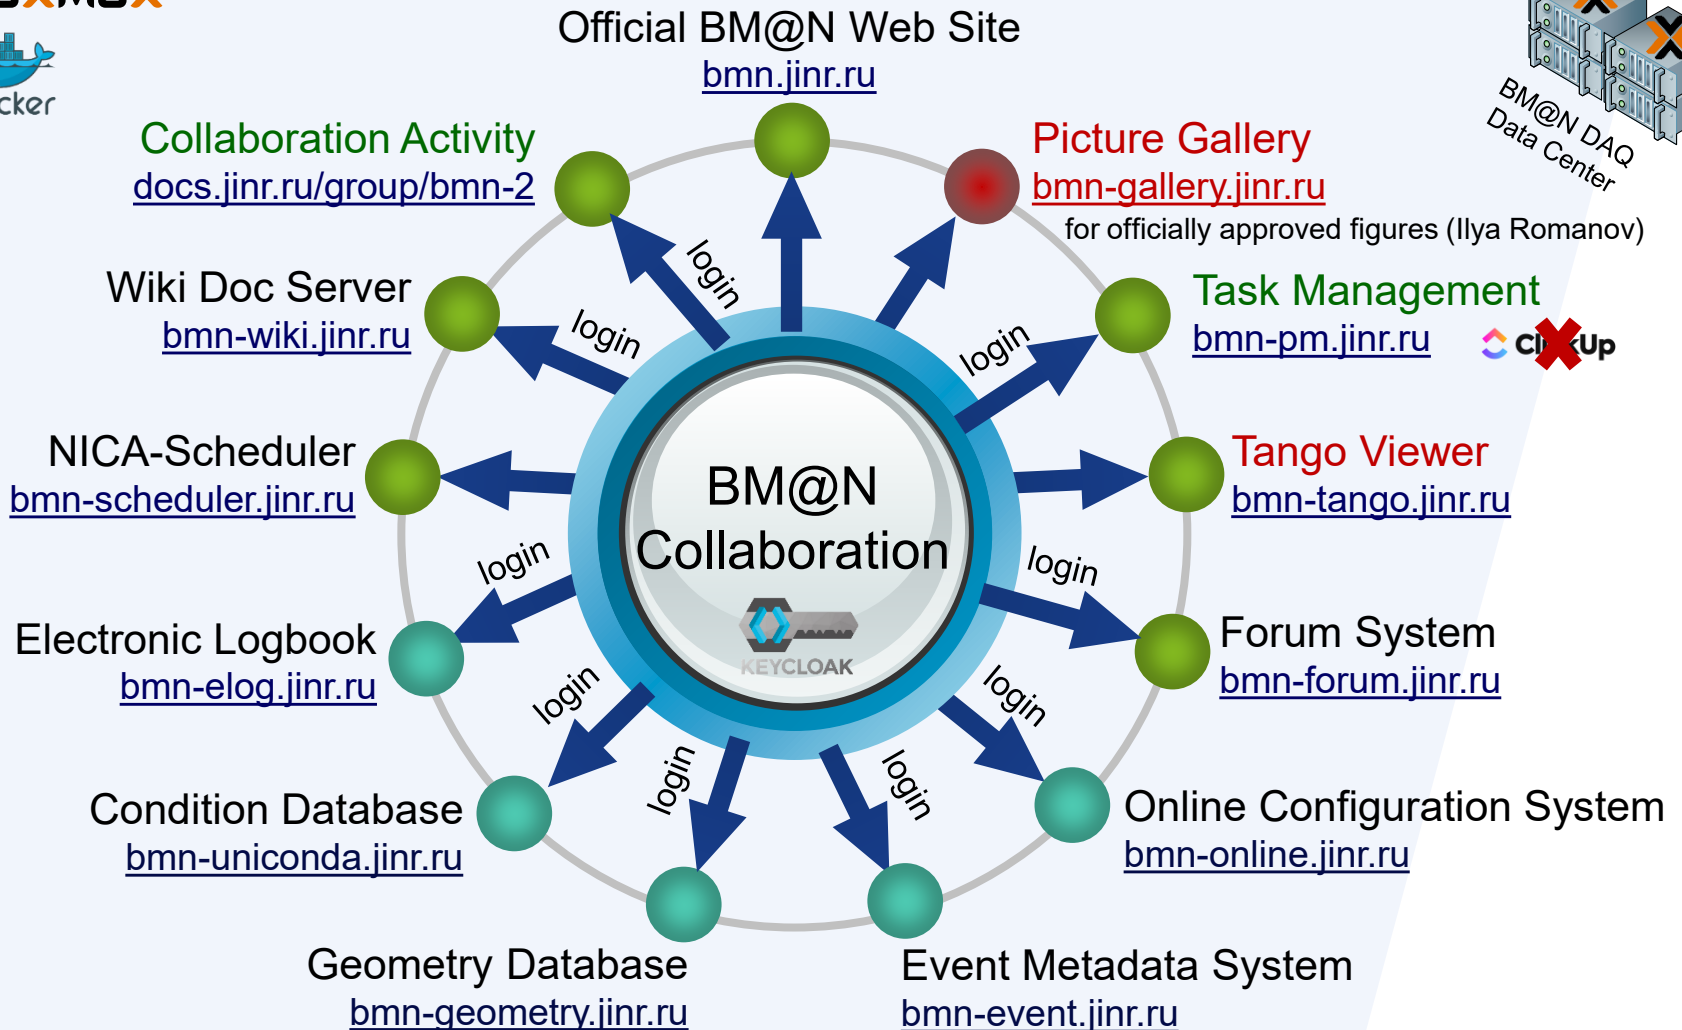 Official BM@N Web Site
bmn.jinr.ru
BM@N DAQ
Data Center
Collaboration Activity
docs.jinr.ru/group/bmn-2
Picture Gallery
bmn-gallery.jinr.ru
for officially approved figures (Ilya Romanov)
login
Wiki Doc Server
bmn-wiki.jinr.ru
login
Task Management
bmn-pm.jinr.ru
login
NICA-Scheduler
bmn-scheduler.jinr.ru
BM@N
Collaboration
KEYCLOAK
Tango Viewer
bmn-tango.jinr.ru
login
login
Electronic Logbook
bmn-elog.jinr.ru
Forum System
bmn-forum.jinr.ru
login
login
login
login
Condition Database
bmn-uniconda.jinr.ru
Online Configuration System
bmn-online.jinr.ru
Geometry Database
bmn-geometry.jinr.ru
Event Metadata System
bmn-event.jinr.ru